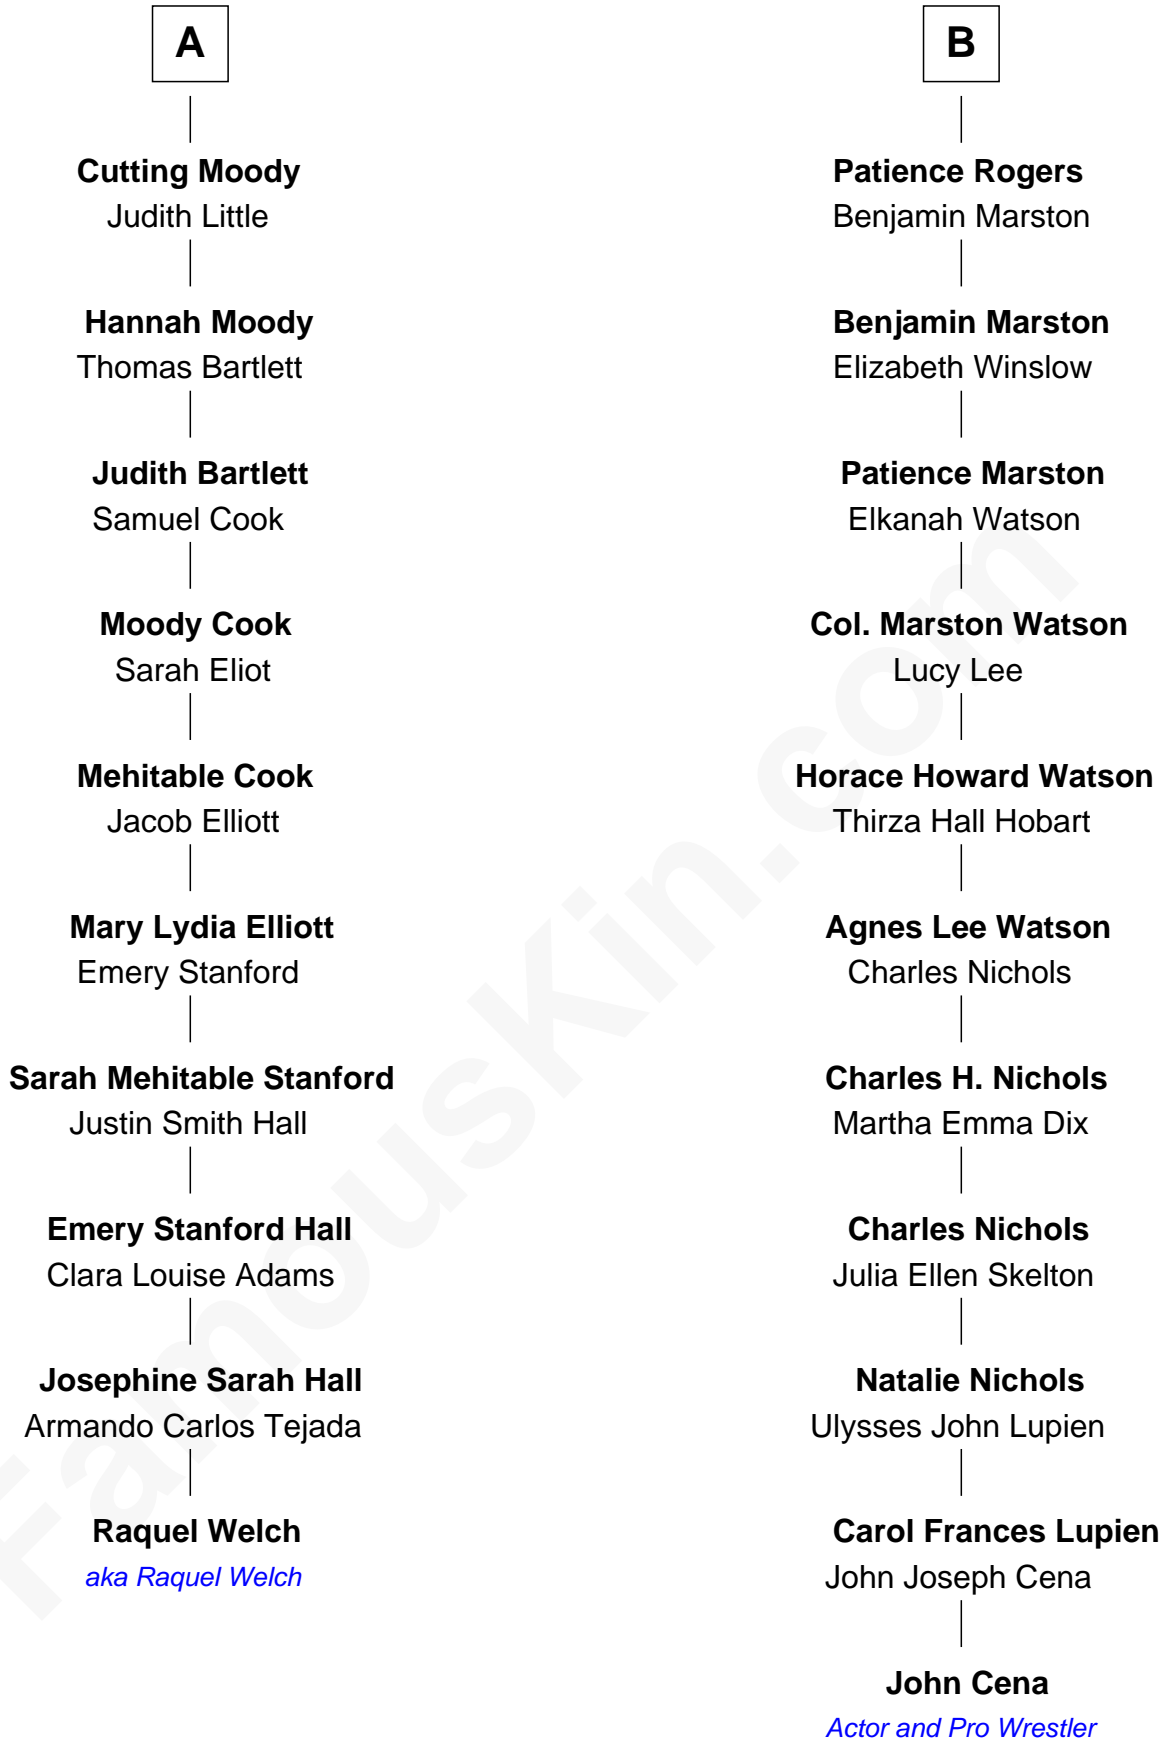 A
Cutting Moody
Judith Little
Hannah Moody
Thomas Bartlett
Judith Bartlett
Samuel Cook
Moody Cook
Sarah Eliot
Mehitable Cook
Jacob Elliott
Mary Lydia Elliott
Emery Stanford
Sarah Mehitable Stanford
Justin Smith Hall
Emery Stanford Hall
Clara Louise Adams
Josephine Sarah Hall
Armando Carlos Tejada
Raquel Welch
aka Raquel Welch
B
Patience Rogers
Benjamin Marston
Benjamin Marston
Elizabeth Winslow
Patience Marston
Elkanah Watson
Col. Marston Watson
Lucy Lee
Horace Howard Watson
Thirza Hall Hobart
Agnes Lee Watson
Charles Nichols
Charles H. Nichols
Martha Emma Dix
Charles Nichols
Julia Ellen Skelton
Natalie Nichols
Ulysses John Lupien
Carol Frances Lupien
John Joseph Cena
John Cena
Actor and Pro Wrestler
FamousKin.com